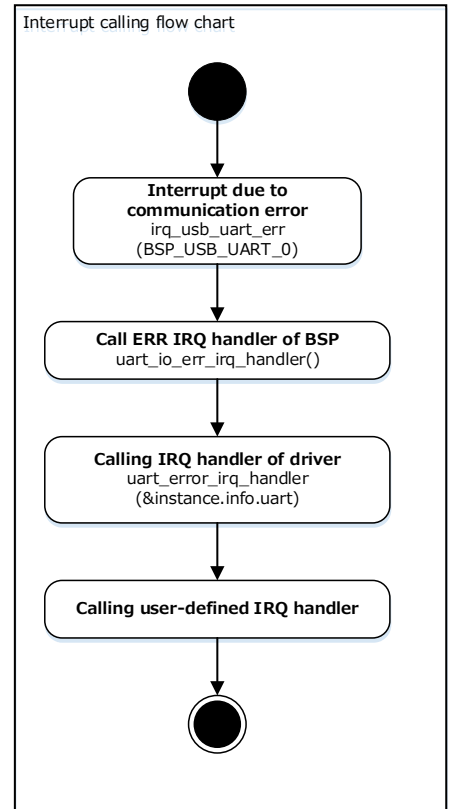 Interrupt calling flow chart
Interrupt due to
communication error
irq_usb_uart_err
(BSP_USB_UART_0)
Call ERR IRQ handler of BSP
uart_io_err_irq_handler()
Calling IRQ handler of driver
uart_error_irq_handler
(&instance.info.uart)
Calling user-defined IRQ handler